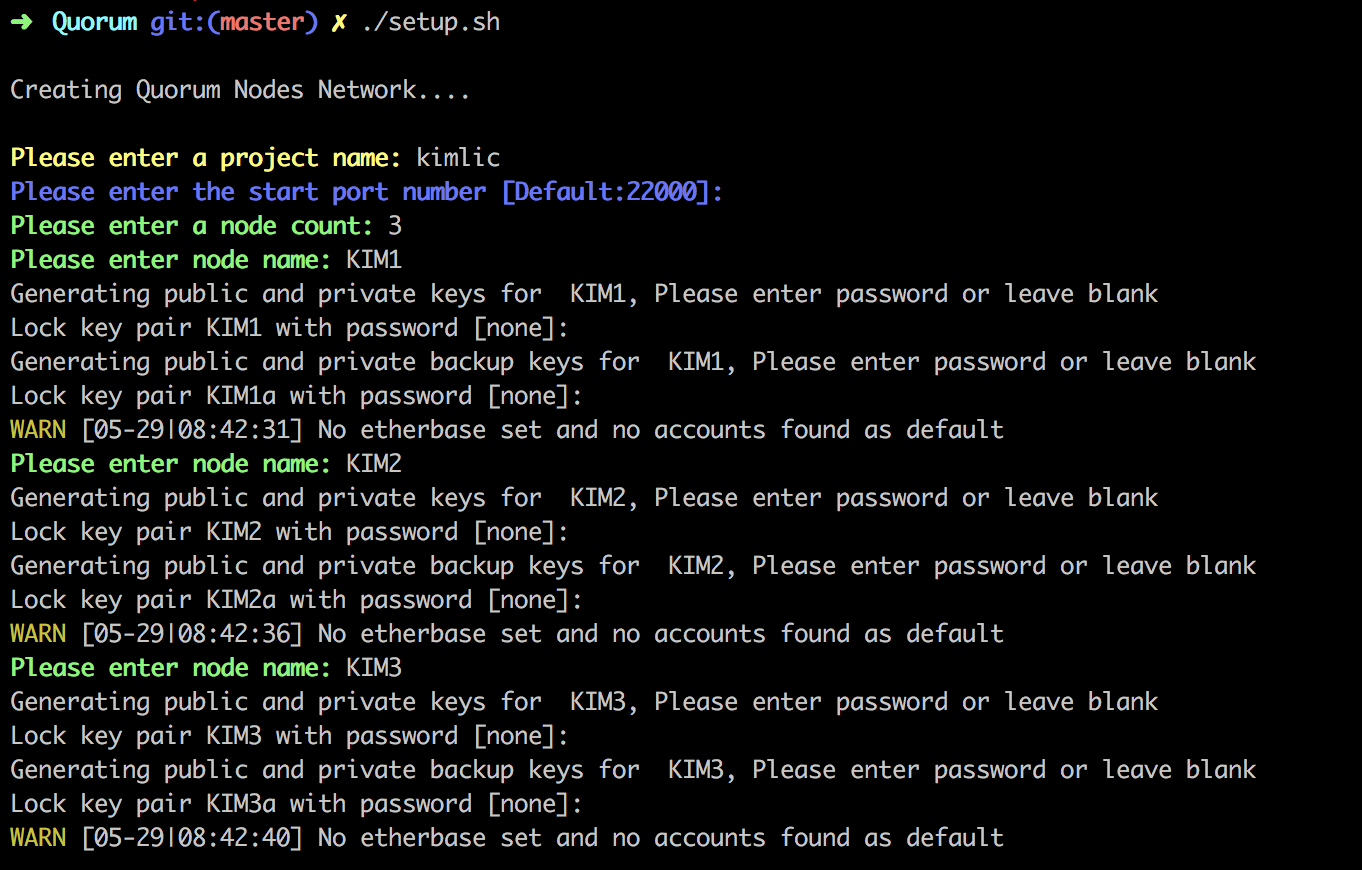 ➜ Quorum git:(master) ✗ ./setup.sh
Creating Quorum Nodes Network....
Please enter a project name: kimlic
Please enter the start port number [Default:22000]:
Please enter a node count: 3
Please enter node name: KIM1
Generating public and private keys for  KIM1, Please enter password or leave blank
Lock key pair KIM1 with password [none]:
Generating public and private backup keys for  KIM1, Please enter password or leave blank
Lock key pair KIM1a with password [none]:
WARN [05-29|08:42:31] No etherbase set and no accounts found as default
Please enter node name: KIM2
Generating public and private keys for  KIM2, Please enter password or leave blank
Lock key pair KIM2 with password [none]:
Generating public and private backup keys for  KIM2, Please enter password or leave blank
Lock key pair KIM2a with password [none]:
WARN [05-29|08:42:36] No etherbase set and no accounts found as default
Please enter node name: KIM3
Generating public and private keys for  KIM3, Please enter password or leave blank
Lock key pair KIM3 with password [none]:
Generating public and private backup keys for  KIM3, Please enter password or leave blank
Lock key pair KIM3a with password [none]:
WARN [05-29|08:42:40] No etherbase set and no accounts found as default